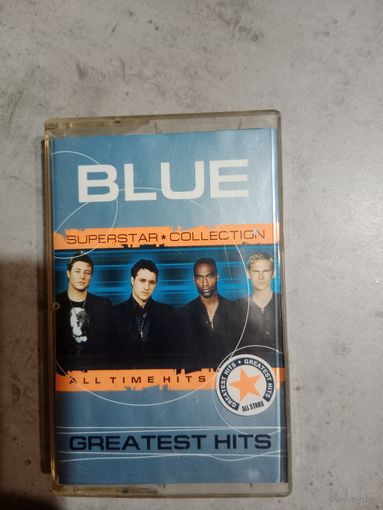 BLUE
SUPERSTAR★COLLECTION
ALL TIME HITS
GREATEST HITS • GREATEST HITS
ALL STARS
GREATEST HITS